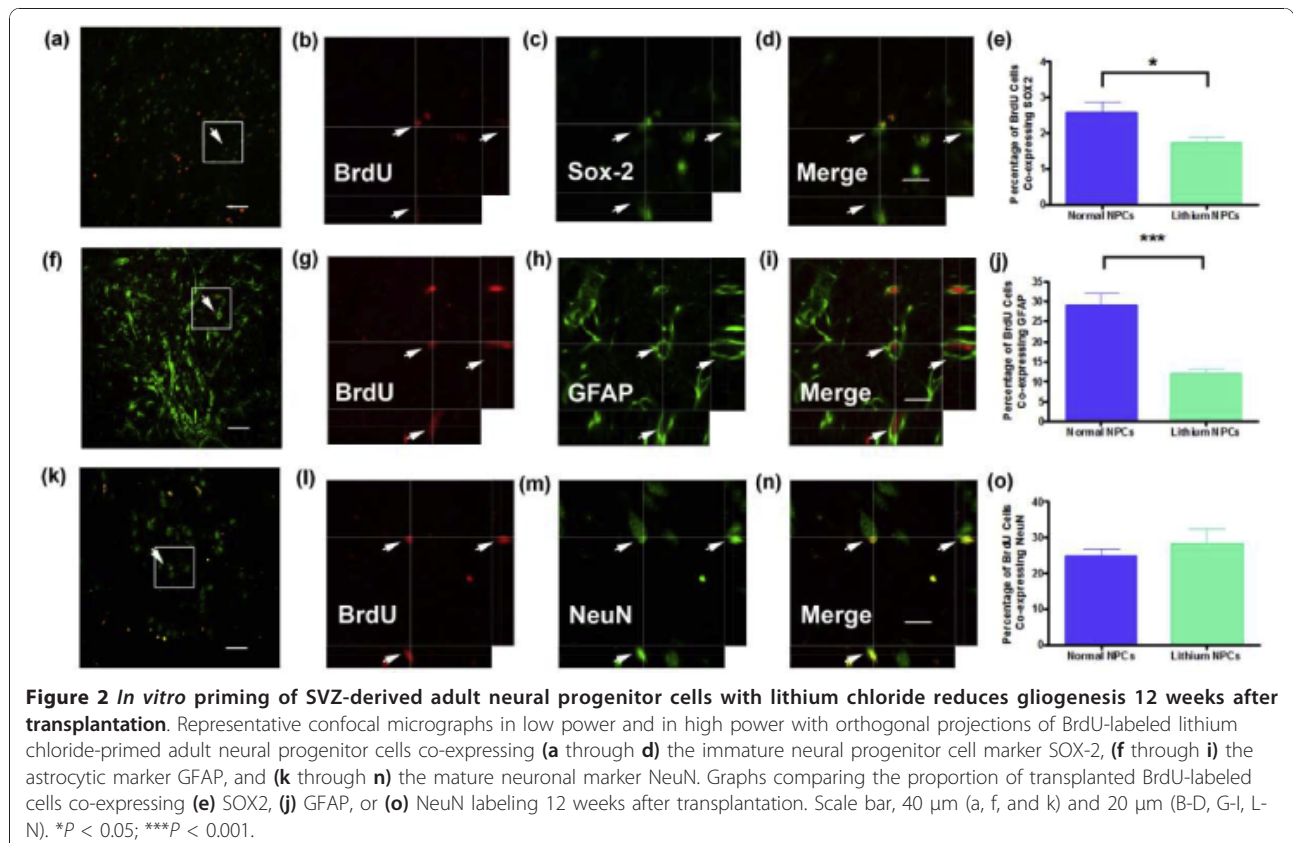 (a)
(b)
(c)
(d)
(e)
BrdU
Sox-2
Merge
Percentage of BrdU Cells
Co-expressing SOX2
4
3
2
1
0
*
Normal NPCs
Lithium NPCs
(f)
(g)
(h)
(i)
(j)
BrdU
GFAP
Merge
Percentage of BrdU Cells
Co-expressing GFAP
35
30
25
20
15
10
5
0
***
Normal NPCs
Lithium NPCs
(k)
(l)
(m)
(n)
(o)
BrdU
NeuN
Merge
Percentage of BrdU Cells
Co-expressing NeuN
40
30
20
10
0
Normal NPCs
Lithium NPCs
Figure 2 In vitro priming of SVZ-derived adult neural progenitor cells with lithium chloride reduces gliogenesis 12 weeks after
transplantation. Representative confocal micrographs in low power and in high power with orthogonal projections of BrdU-labeled lithium
chloride-primed adult neural progenitor cells co-expressing (a through d) the immature neural progenitor cell marker SOX-2, (f through i) the
astrocytic marker GFAP, and (k through n) the mature neuronal marker NeuN. Graphs comparing the proportion of transplanted BrdU-labeled
cells co-expressing (e) SOX2, (j) GFAP, or (o) NeuN labeling 12 weeks after transplantation. Scale bar, 40 μm (a, f, and k) and 20 μm (B-D, G-I, L-
N). *P < 0.05; ***P < 0.001.